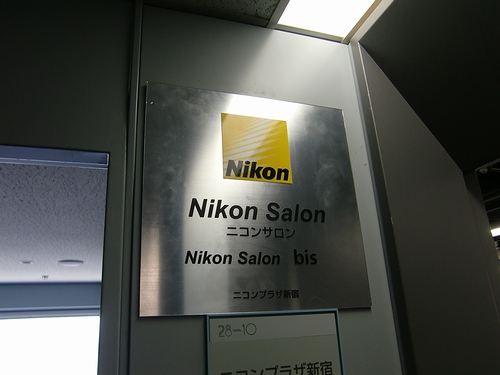 Nikon
Nikon Salon
ニコンサロン
Nikon Salon bis
ニコンプラザ新宿
28-10
ニコンプラザ新宿